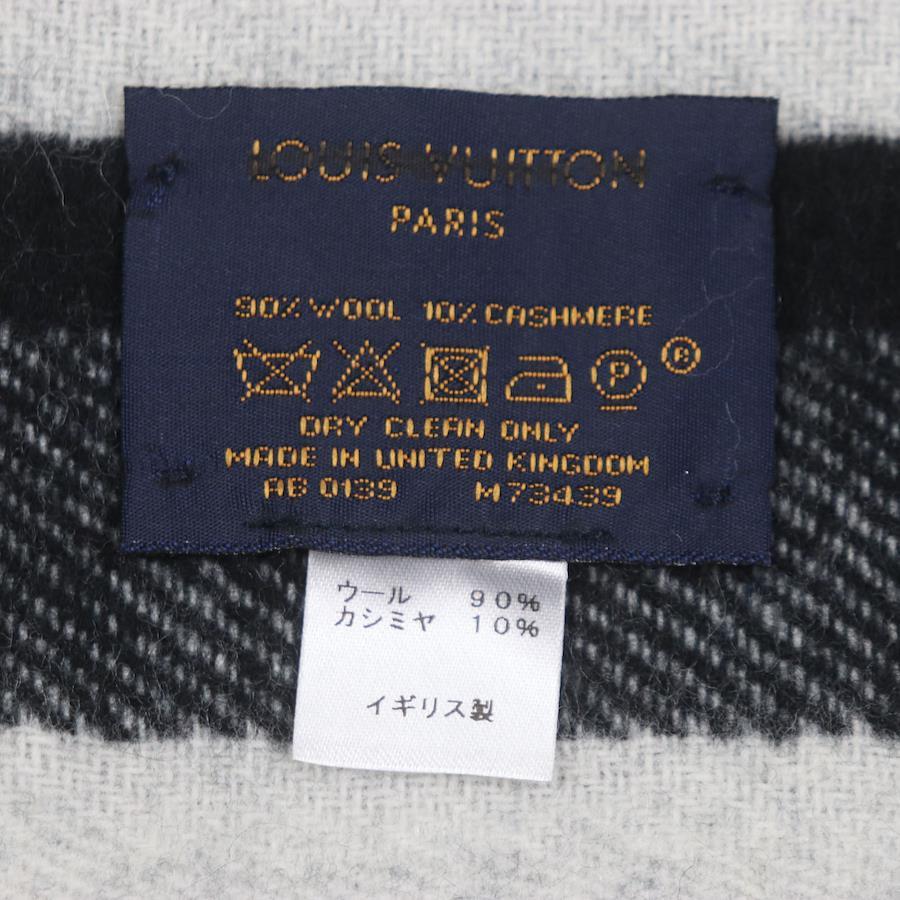 LOUIS VUITTON
PARIS
90% WOOL 10% CASHMERE
P ®
DRY CLEAN ONLY
MADE IN UNITED KINGDOM
AB 0139 M73439
ウール 90%
カシミヤ 10%
イギリス製